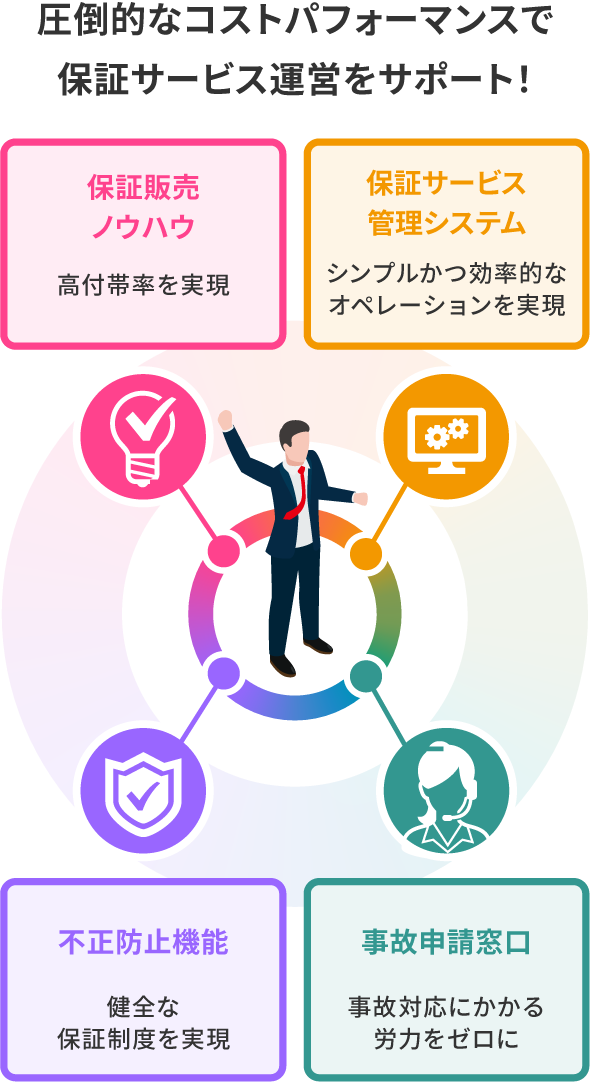 圧倒的なコストパフォーマンスで
保証サービス運営をサポート!
保証販売
ノウハウ
高付帯率を実現
保証サービス
管理システム
シンプルかつ効率的な
オペレーションを実現
不正防止機能
健全な
保証制度を実現
事故申請窓口
事故対応にかかる
労力をゼロに